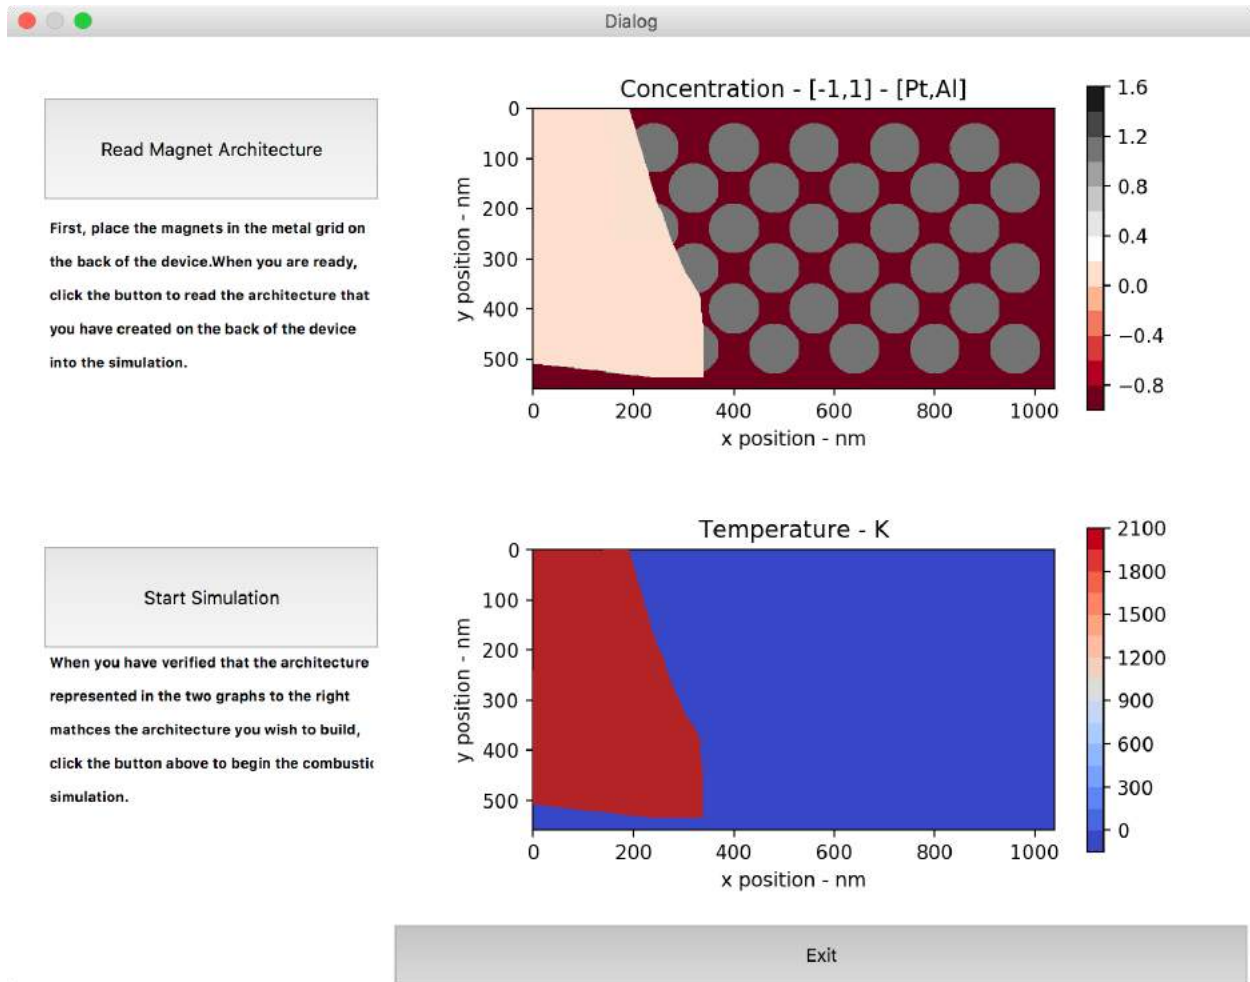 Dialog
Read Magnet Architecture
First, place the magnets in the metal grid on
the back of the device.When you are ready,
click the button to read the architecture that
you have created on the back of the device
into the simulation.
Concentration - [-1,1] - [Pt,Al]
0
100
200
300
400
500
y position - nm
0 200 400 600 800 1000
x position - nm
1.6
1.2
0.8
0.4
0.0
−0.4
−0.8
Start Simulation
When you have verified that the architecture
represented in the two graphs to the right
mathces the architecture you wish to build,
click the button above to begin the combustic
simulation.
Temperature - K
0
100
200
300
400
500
y position - nm
0 200 400 600 800 1000
x position - nm
2100
1800
1500
1200
900
600
300
0
Exit